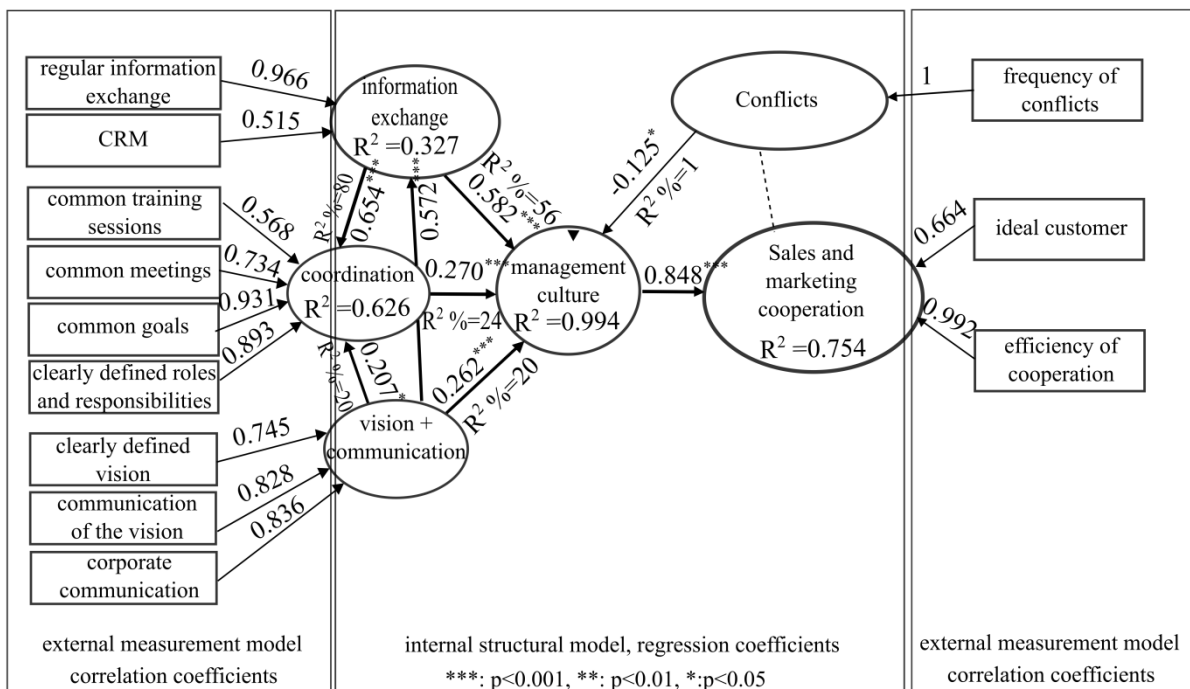 regular information
exchange
0.966
CRM
0.515
common training
sessions
0.568
common meetings
0.734
common goals
0.931
clearly defined roles
and responsibilities
0.893
clearly defined
vision
0.745
communication
of the vision
0.828
corporate
communication
0.836
external measurement model
correlation coefficients
information
exchange
R² =0.327
R² %=80
0.654***
0.572***
R² %=56
0.582***
coordination
R² =0.626
0.270***
R² %=24
R² %=20
0.207*
0.262***
R² %=20
vision +
communication
management
culture
R² =0.994
Conflicts
-0.125*
R² %=1
0.848***
Sales and
marketing
cooperation
R² =0.754
internal structural model, regression coefficients
***: p<0.001, **: p<0.01, *:p<0.05
1
frequency of
conflicts
0.664
ideal customer
0.992
efficiency of
cooperation
external measurement model
correlation coefficients